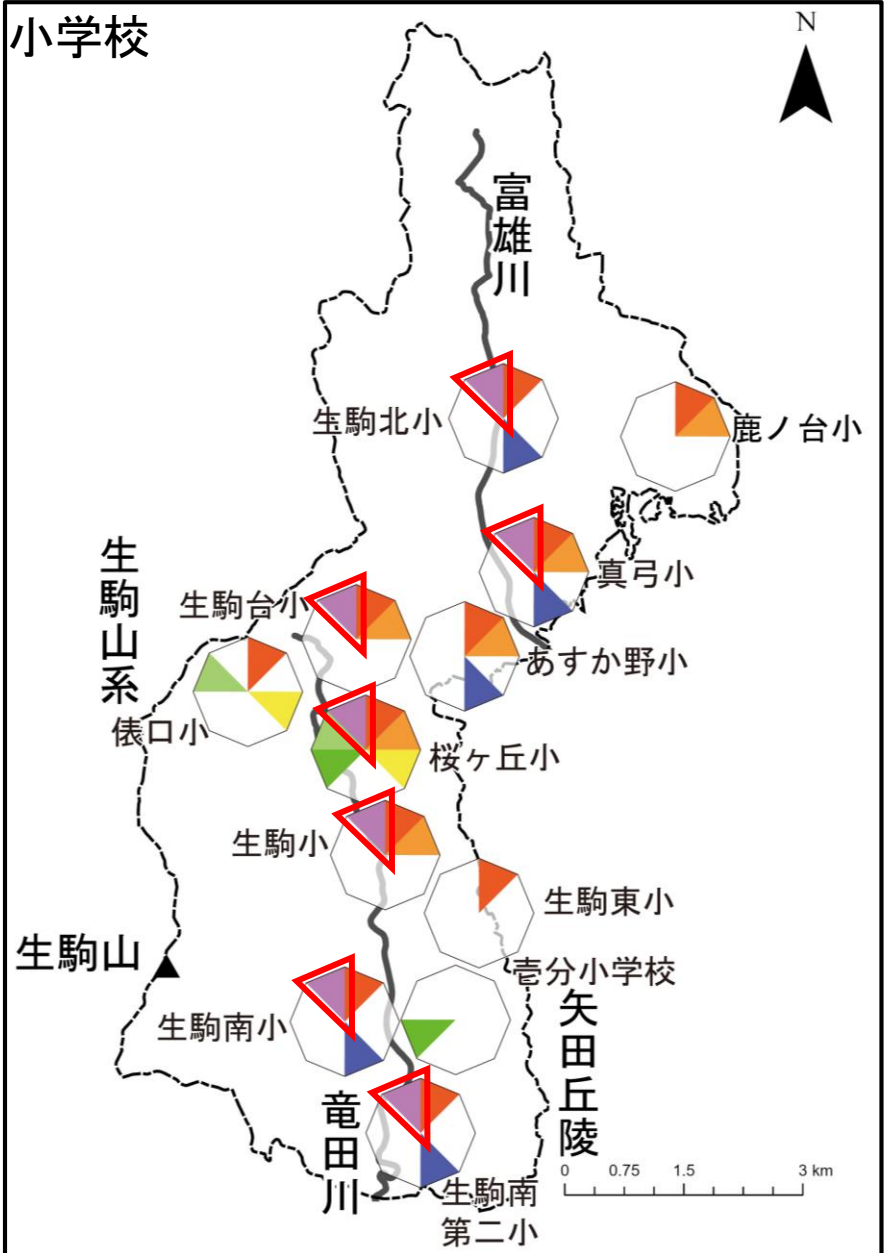 小学校
N
富雄川
生駒北小
鹿ノ台小
真弓小
生駒山系
生駒台小
あすか野小
俵口小
桜ヶ丘小
生駒小
生駒東小
生駒山
壱分小学校
生駒南小
矢田丘陵
竜田川
0 0.75 1.5 3 km
生駒南
第二小